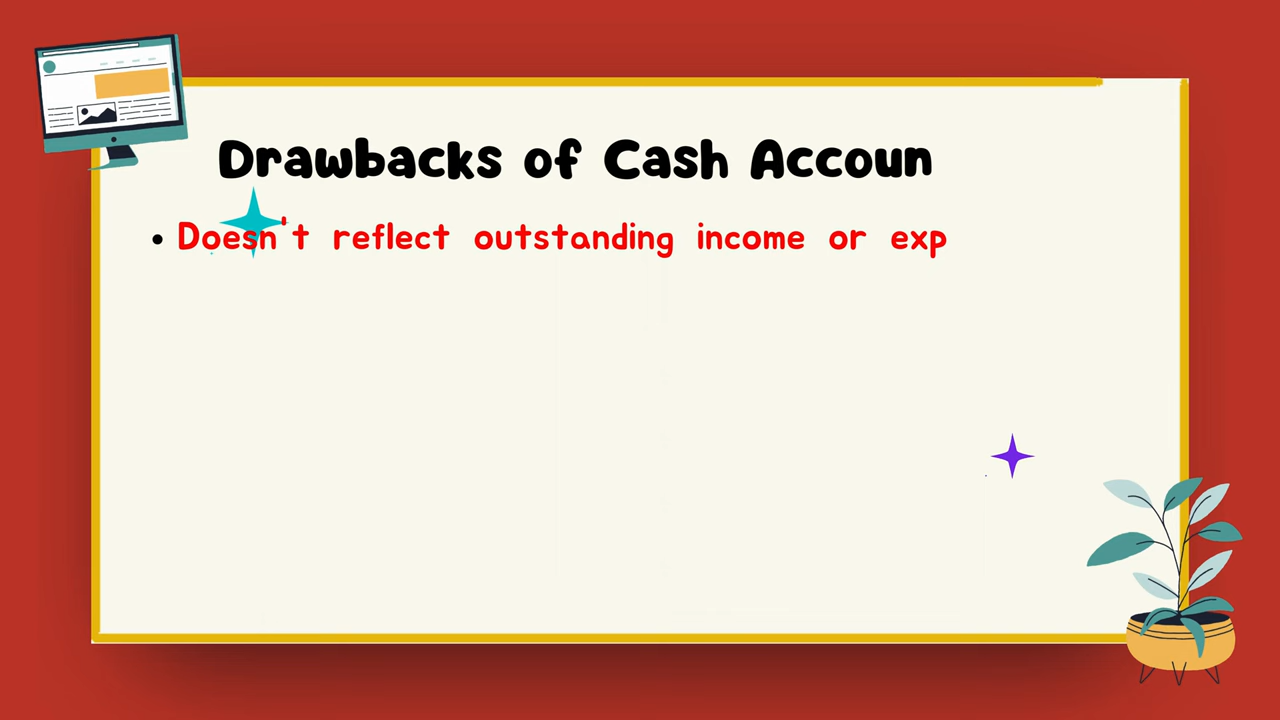 Drawbacks of Cash Accoun
• Doesn't reflect outstanding income or exp